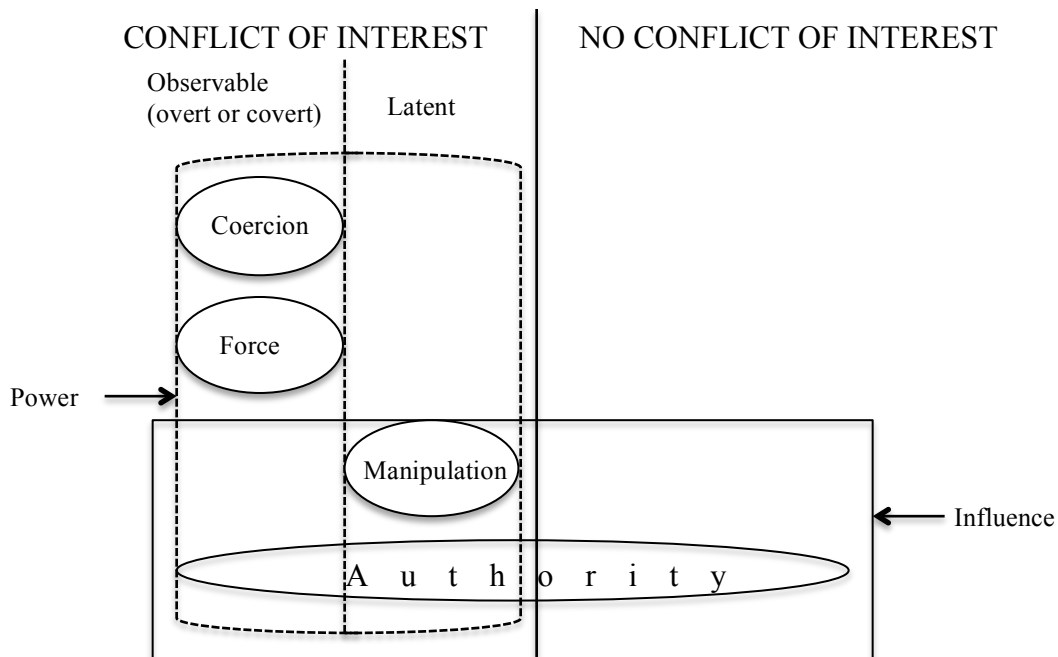 CONFLICT OF INTEREST
NO CONFLICT OF INTEREST
Observable
(overt or covert)
Latent
Coercion
Force
Power
Manipulation
Influence
A u t h o r i t y